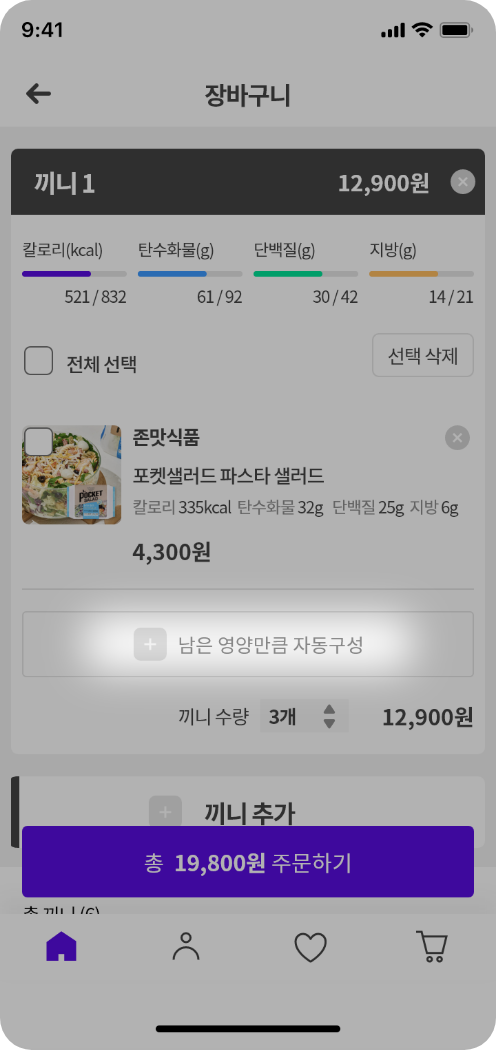 9:41
장바구니
끼니 1 12,900원
칼로리(kcal) 탄수화물(g) 단백질(g) 지방(g)
521 / 832 61 / 92 30 / 42 14 / 21
전체 선택 선택 삭제
존맛식품
포켓샐러드 파스타 샐러드
POCKET
SALAD
칼로리 335kcal 탄수화물 32g 단백질 25g 지방 6g
4,300원
남은 영양만큼 자동구성
끼니 수량 3개 12,900원
끼니 추가
총 19,800원 주문하기
총 끼니 (6)